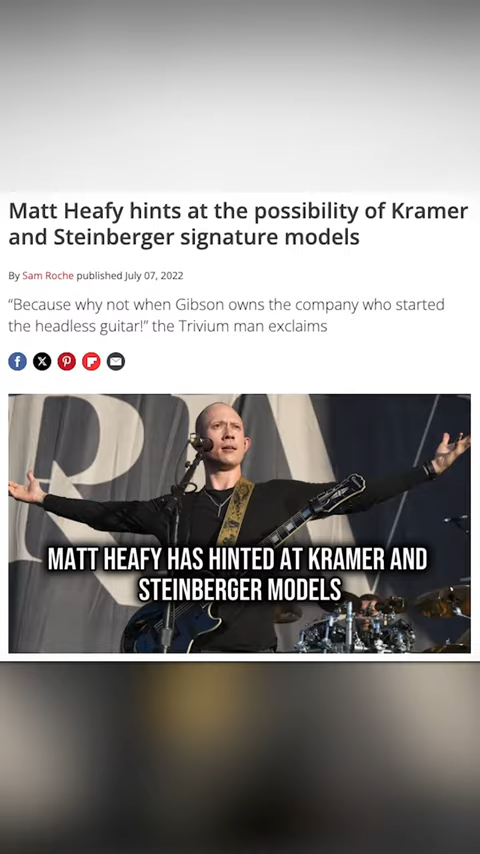 Matt Heafy hints at the possibility of Kramer
and Steinberger signature models
By Sam Roche published July 07, 2022
“Because why not when Gibson owns the company who started
the headless guitar!” the Trivium man exclaims
MATT HEAFY HAS HINTED AT KRAMER AND
STEINBERGER MODELS